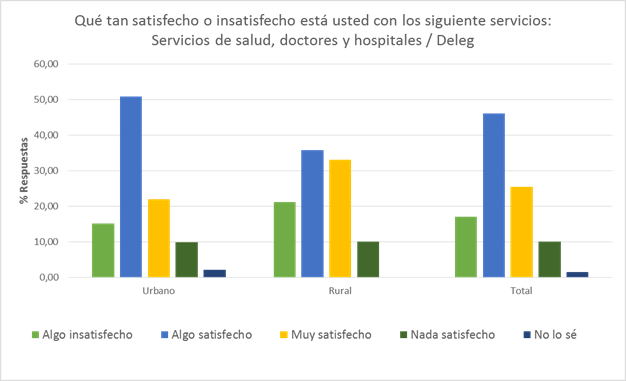 Qué tan satisfecho o insatisfecho está usted con los siguiente servicios:
Servicios de salud, doctores y hospitales / Deleg
% Respuestas
60,00
50,00
40,00
30,00
20,00
10,00
0,00
Urbano Rural Total
Algo insatisfecho Algo satisfecho Muy satisfecho Nada satisfecho No lo sé